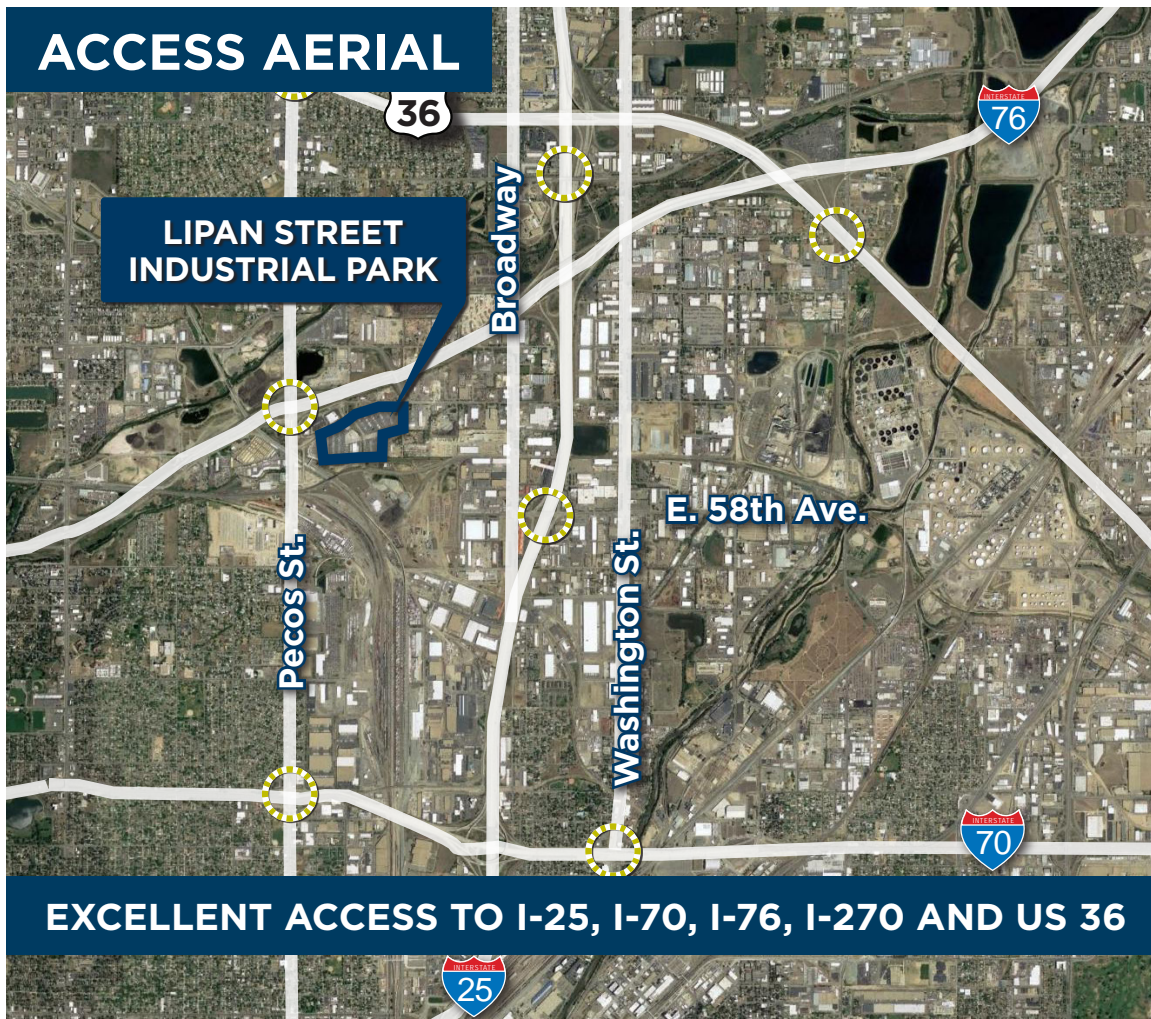 ACCESS AERIAL
36
INTERSTATE
76
LIPAN STREET
INDUSTRIAL PARK
Broadway
E. 58th Ave.
Pecos St.
Washington St.
INTERSTATE
70
EXCELLENT ACCESS TO I-25, I-70, I-76, I-270 AND US 36
INTERSTATE
25